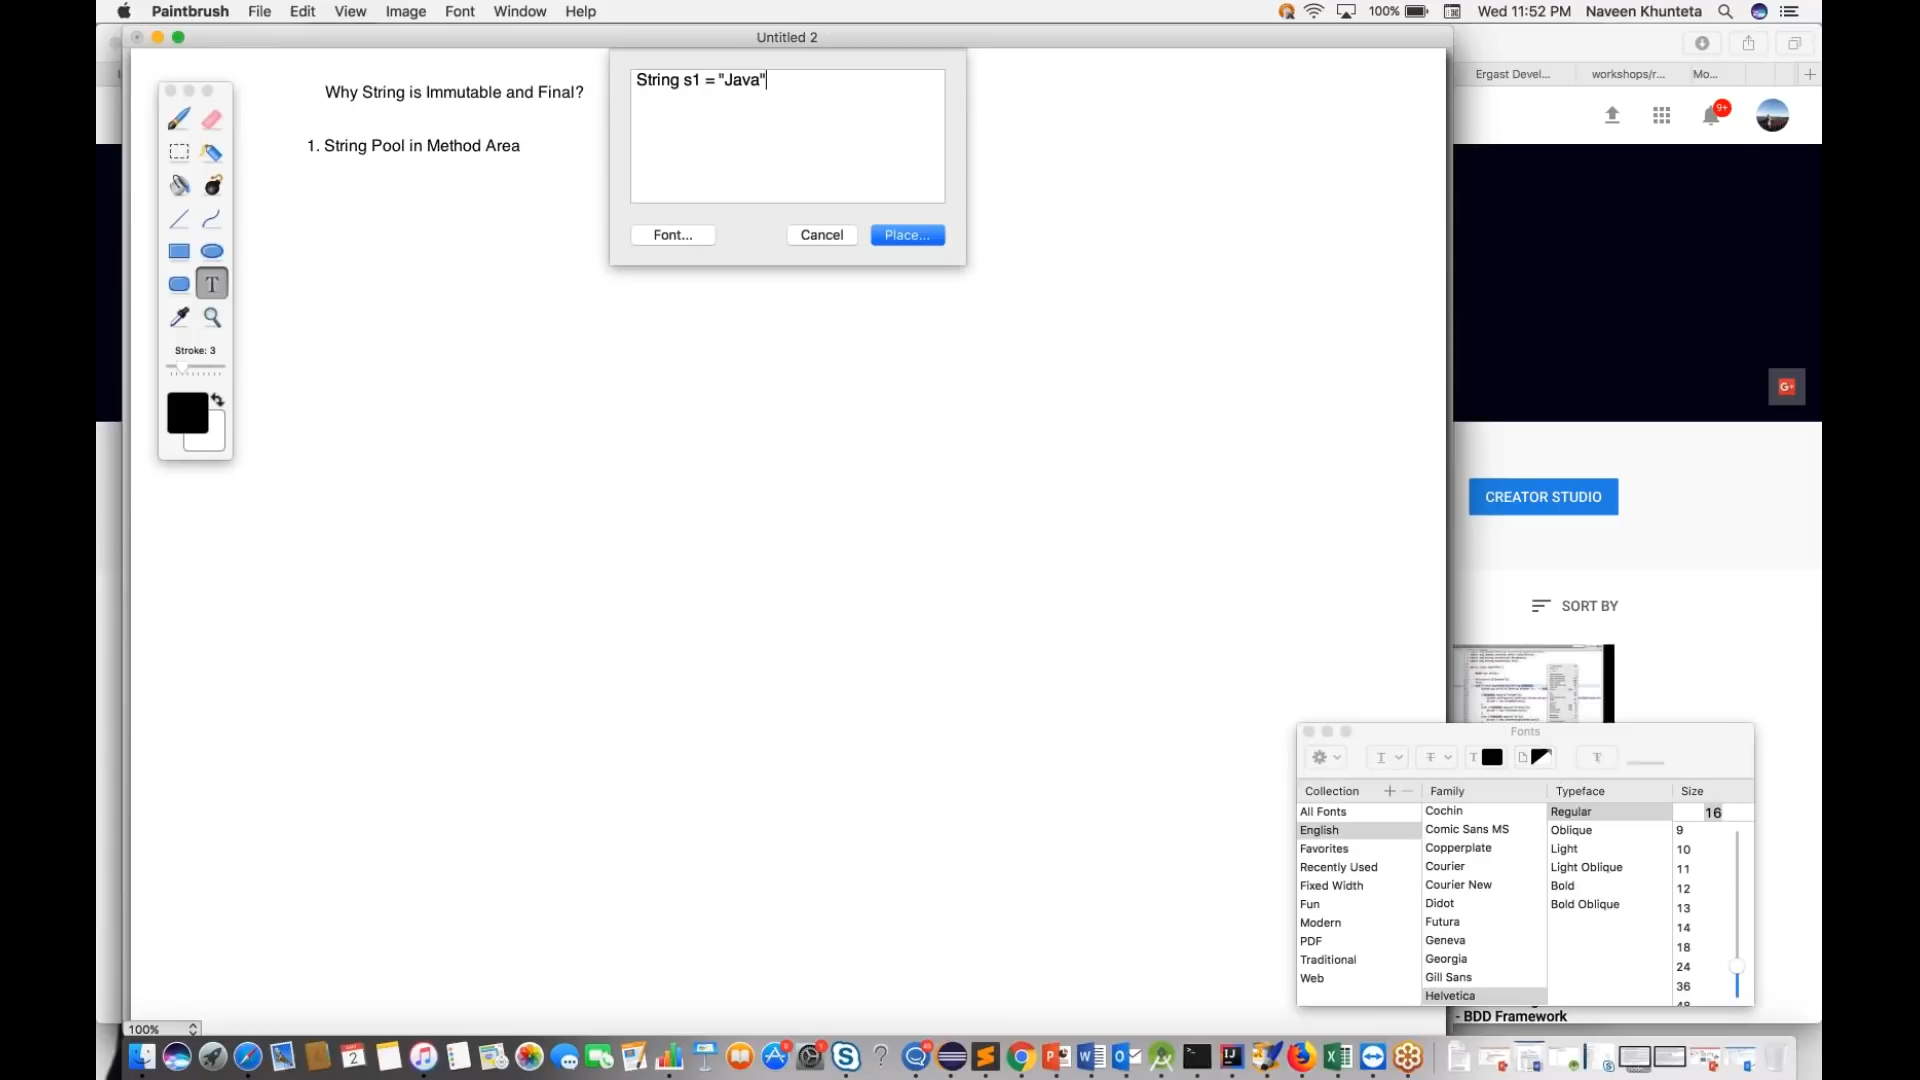 Paintbrush File Edit View Image Font Window Help
100% Wed 11:52 PM Naveen Khunteta
Untitled 2
Ergast Devel... workshops/r... Mo...
Why String is Immutable and Final?
1. String Pool in Method Area
String s1 = "Java"
Font... Cancel Place...
9+
T
Stroke: 3
G+
CREATOR STUDIO
SORT BY
Fonts
Collection Family Typeface Size
All Fonts Cochin Regular 16
English Comic Sans MS Oblique 9
Favorites Copperplate Light 10
Recently Used Courier Light Oblique 11
Fixed Width Courier New Bold 12
Fun Didot Bold Oblique 13
Modern Futura 14
PDF Geneva 18
Traditional Georgia 24
Web Gill Sans 36
Helvetica 48
- BDD Framework
100%